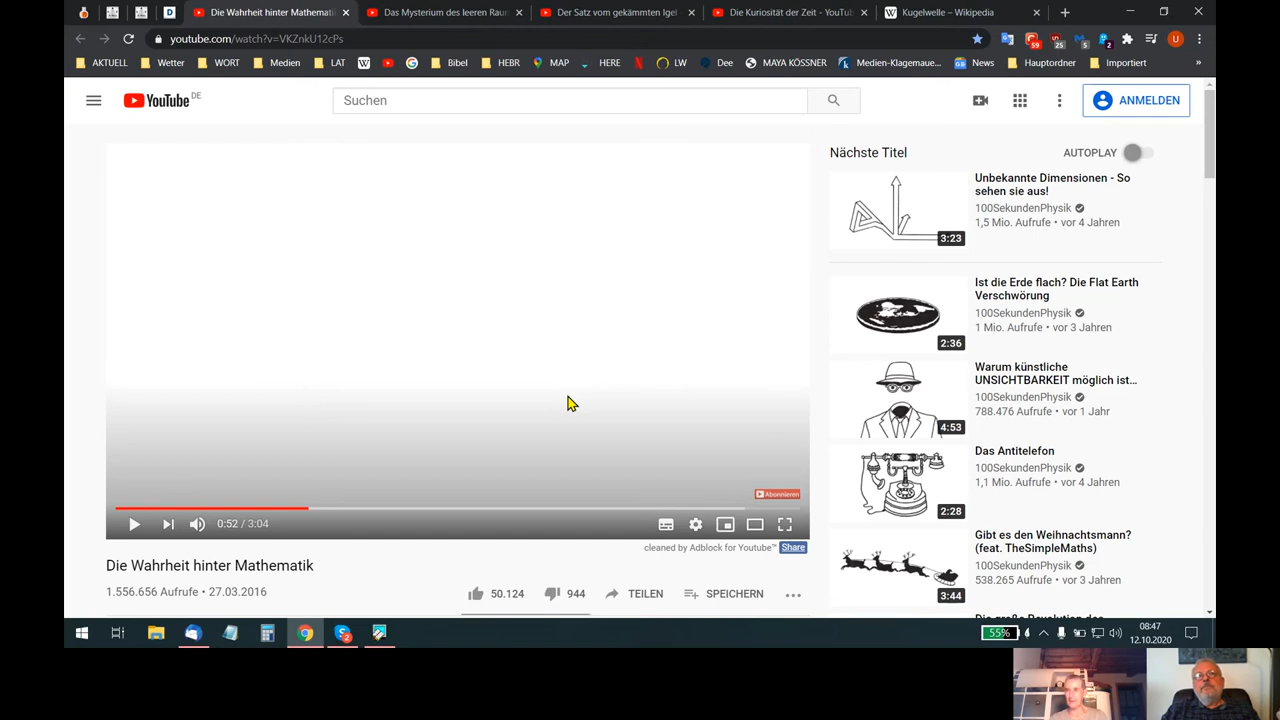 Die Wahrheit hinter Mathemati
Das Mysterium des leeren Raun
Der Satz vom gekämmten Igel
Die Kuriosität der Zeit - YouTu
Kugelwelle – Wikipedia
youtube.com/watch?v=VKZnkU12cPs
59
25
5
2
U
AKTUELL
Wetter
WORT
Medien
LAT
Bibel
HEBR
MAP
HERE
LW
Dee
MAYA KÖSSNER
Medien-Klagemaue...
News
Hauptordner
Importiert
»
YouTube DE
Suchen
ANMELDEN
Nächste Titel
AUTOPLAY
Unbekannte Dimensionen - So
sehen sie aus!
100SekundenPhysik
1,5 Mio. Aufrufe • vor 4 Jahren
3:23
Ist die Erde flach? Die Flat Earth
Verschwörung
100SekundenPhysik
1 Mio. Aufrufe • vor 3 Jahren
2:36
Warum künstliche
UNSICHTBARKEIT möglich ist…
100SekundenPhysik
788.476 Aufrufe • vor 1 Jahr
4:53
Das Antitelefon
100SekundenPhysik
1,1 Mio. Aufrufe • vor 4 Jahren
2:28
Gibt es den Weihnachtsmann?
(feat. TheSimpleMaths)
100SekundenPhysik
538.265 Aufrufe • vor 3 Jahren
3:44
Abonnieren
0:52 / 3:04
cleaned by Adblock for Youtube™ Share
Die Wahrheit hinter Mathematik
1.556.656 Aufrufe • 27.03.2016
50.124
944
TEILEN
SPEICHERN
55%
08:47
12.10.2020